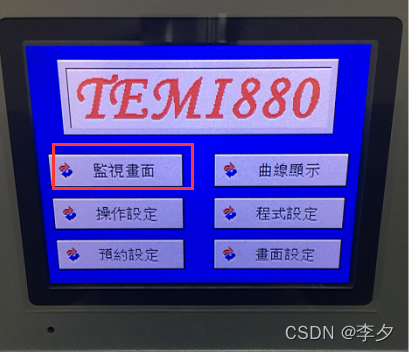 TEMI880
監視畫面
曲線顯示
操作設定
程式設定
預約設定
畫面設定
CSDN @李夕